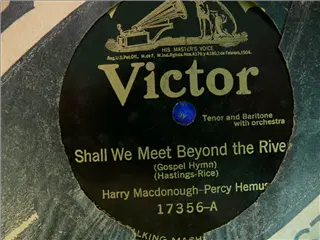 HIS MASTER'S VOICE
Victor
Tenor and Baritone
with orchestra
Shall We Meet Beyond the Rive
(Gospel Hymn)
(Hastings-Rice)
Harry Macdonough-Percy Hemus
17356-A